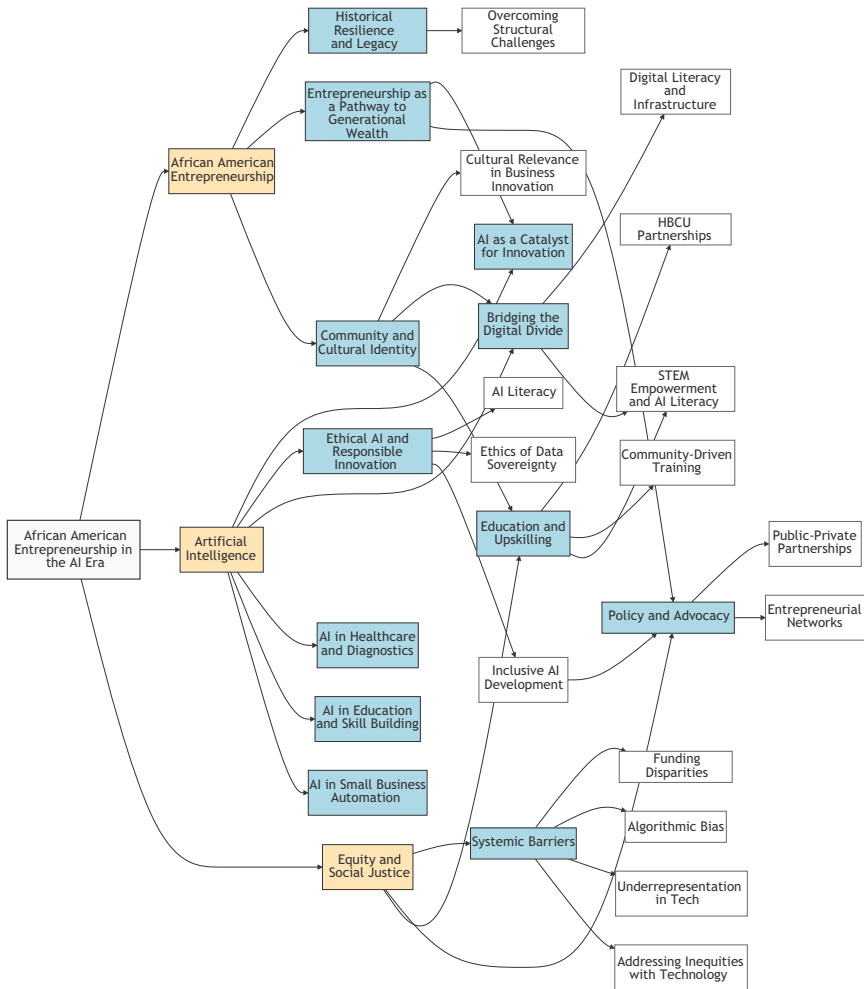 Historical
Resilience
and Legacy
Overcoming
Structural
Challenges
Entrepreneurship as
a Pathway to
Generational
Wealth
Digital Literacy
and
Infrastructure
African American
Entrepreneurship
Cultural Relevance
in Business
Innovation
HBCU
Partnerships
AI as a Catalyst
for Innovation
Community and
Cultural Identity
Bridging the
Digital Divide
AI Literacy
STEM
Empowerment
and AI Literacy
Ethical AI and
Responsible
Innovation
Ethics of Data
Sovereignty
Community-Driven
Training
African American
Entrepreneurship in
the AI Era
Artificial
Intelligence
Education and
Upskilling
Public-Private
Partnerships
Policy and Advocacy
Entrepreneurial
Networks
AI in Healthcare
and Diagnostics
Inclusive AI
Development
AI in Education
and Skill Building
AI in Small Business
Automation
Funding
Disparities
Algorithmic Bias
Equity and
Social Justice
Systemic Barriers
Underrepresentation
in Tech
Addressing Inequities
with Technology